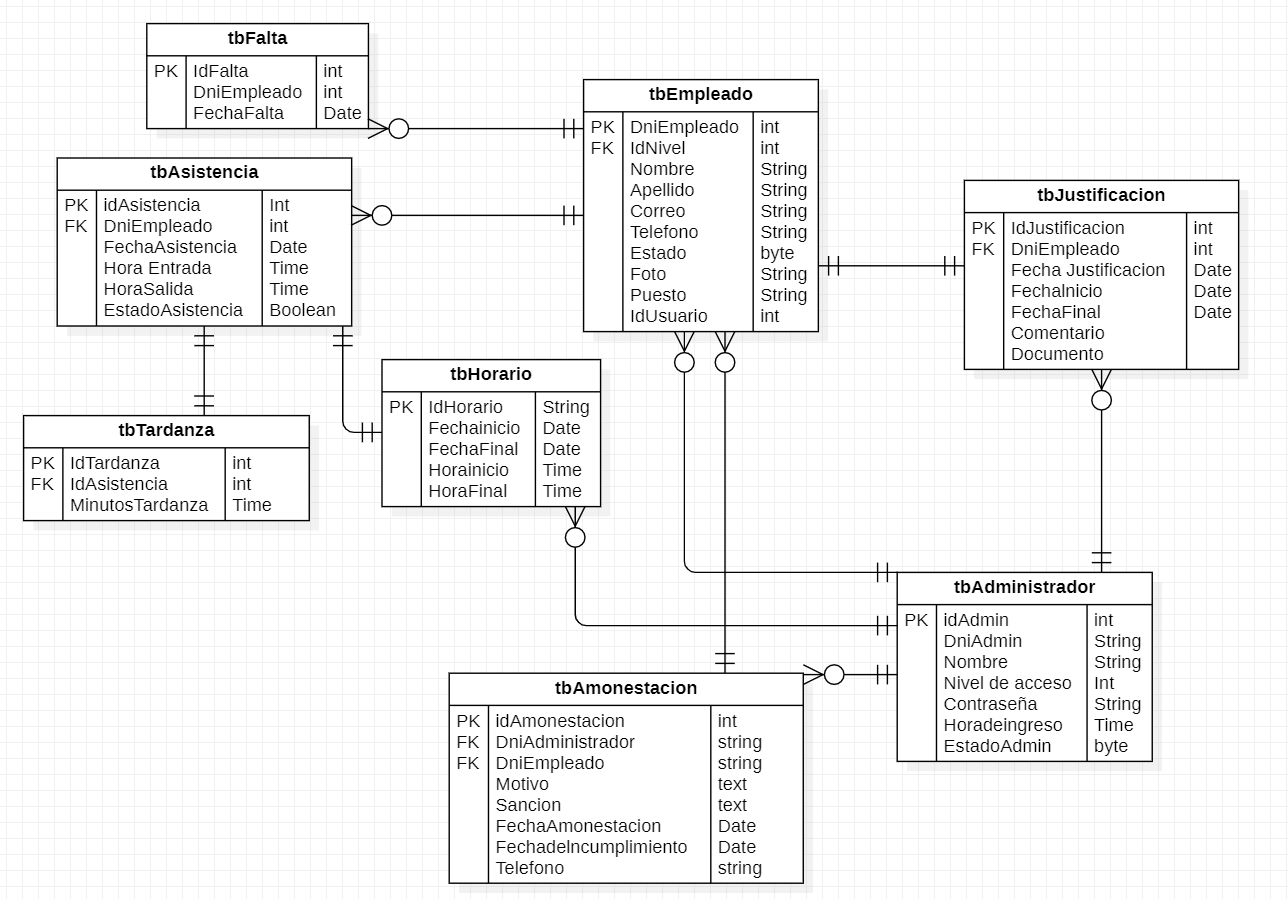 tbFalta
PK IdFalta int
DniEmpleado int
FechaFalta Date
tbEmpleado
PK DniEmpleado int
FK IdNivel int
Nombre String
Apellido String
Correo String
Telefono String
Estado byte
Foto String
Puesto String
IdUsuario int
tbAsistencia
PK idAsistencia Int
FK DniEmpleado int
FechaAsistencia Date
Hora Entrada Time
HoraSalida Time
EstadoAsistencia Boolean
tbJustificacion
PK IdJustificacion int
FK DniEmpleado int
Fecha Justificacion Date
FechaInicio Date
FechaFinal Date
Comentario
Documento
tbHorario
PK IdHorario String
Fechainicio Date
FechaFinal Date
Horainicio Time
HoraFinal Time
tbTardanza
PK IdTardanza int
FK IdAsistencia int
MinutosTardanza Time
tbAdministrador
PK idAdmin int
DniAdmin String
Nombre String
Nivel de acceso Int
Contraseña String
Horadeingreso Time
EstadoAdmin byte
tbAmonestacion
PK idAmonestacion int
FK DniAdministrador string
FK DniEmpleado string
Motivo text
Sancion text
FechaAmonestacion Date
FechadeIncumplimiento Date
Telefono string